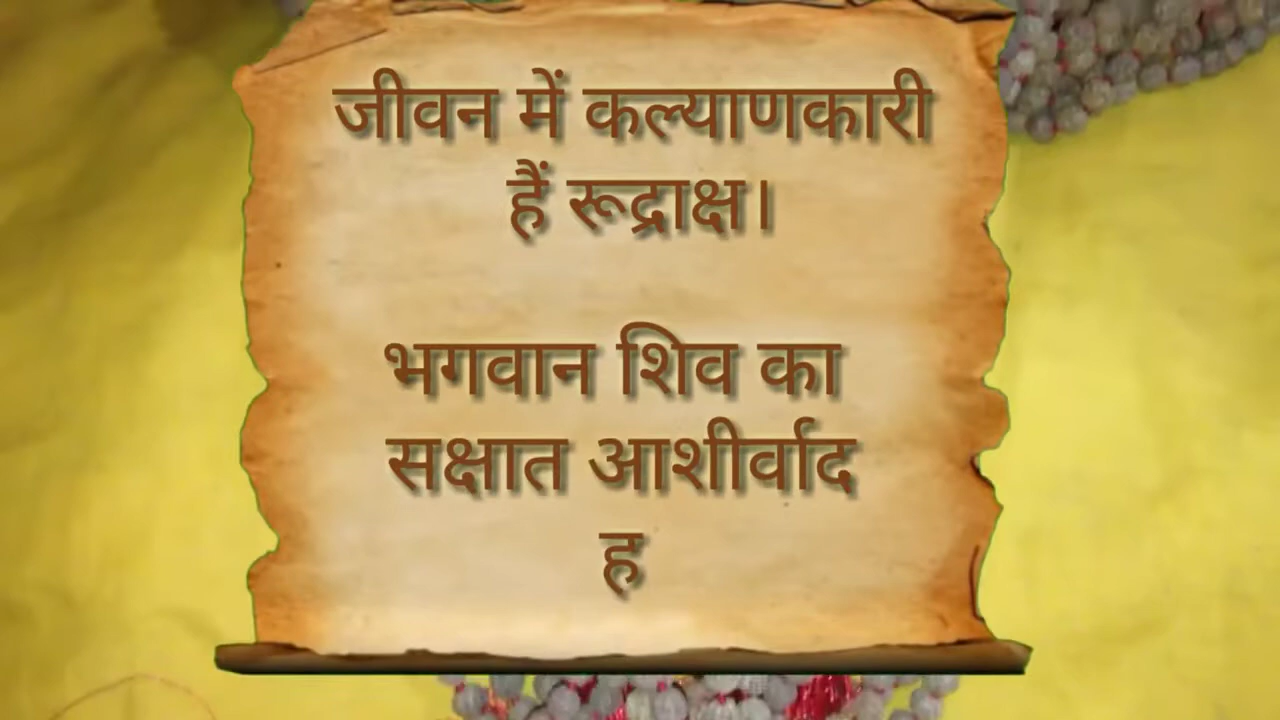 जीवन में कल्याणकारी
हैं रूद्राक्ष।
भगवान शिव का
सक्षात आशीर्वाद
ह